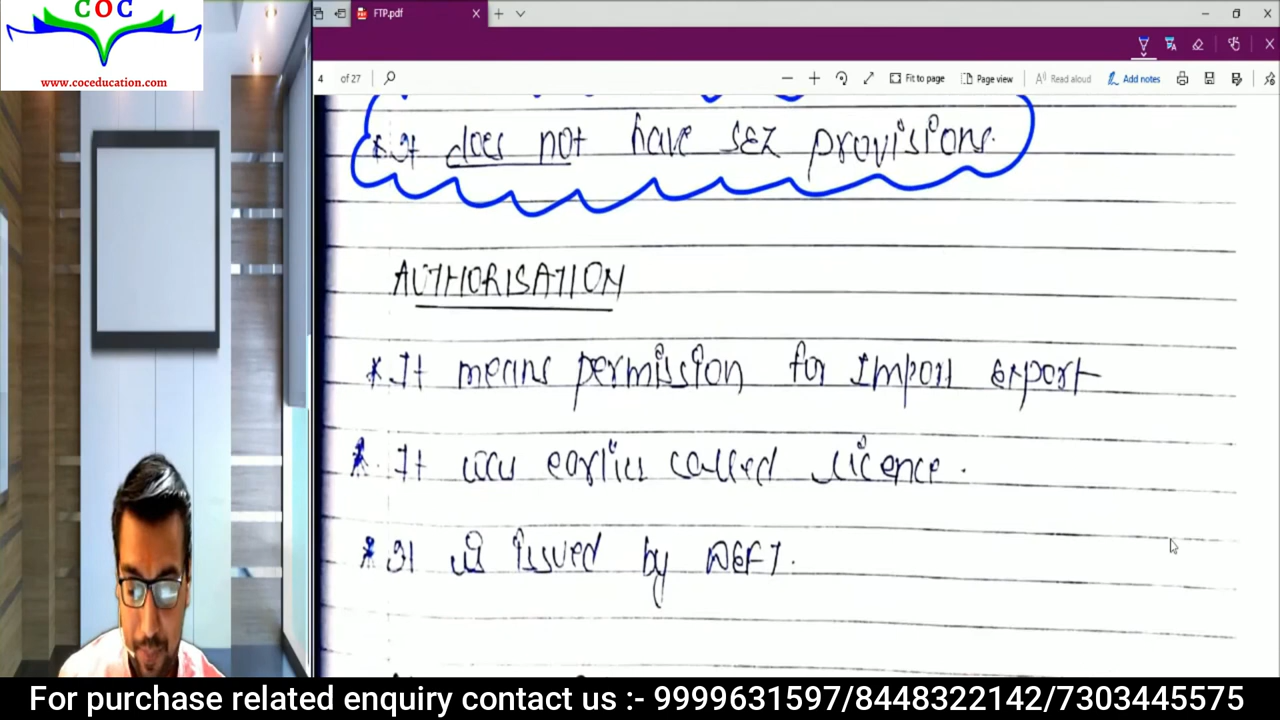 COC
www.coceducation.com
FTP.pdf
4 of 27
Fit to page
Page view
Read aloud
Add notes
* It does not have SEZ provisions.
AUTHORISATION
* It means permission for Import Export
* It was earlier called licence.
* It is issued by DGFT.
For purchase related enquiry contact us :- 9999631597/8448322142/7303445575